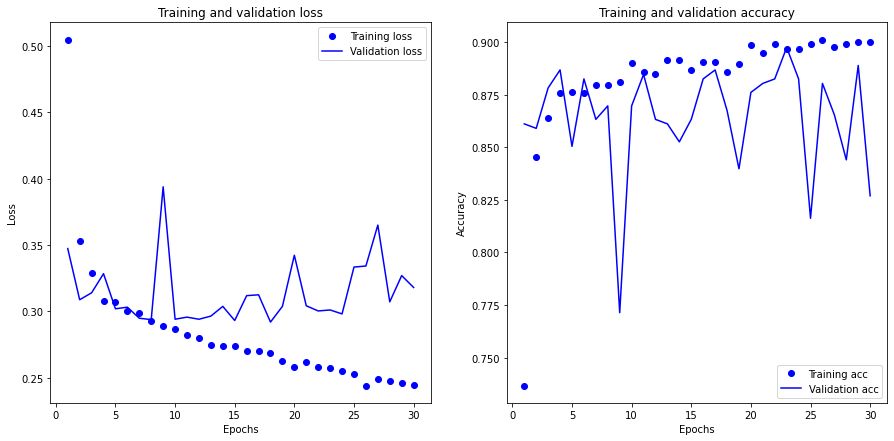 Training and validation loss
Training loss
Validation loss
0.50
0.45
0.40
0.35
0.30
0.25
Loss
0
5
10
15
20
25
30
Epochs
Training and validation accuracy
0.900
0.875
0.850
0.825
0.800
0.775
0.750
Accuracy
Training acc
Validation acc
0
5
10
15
20
25
30
Epochs